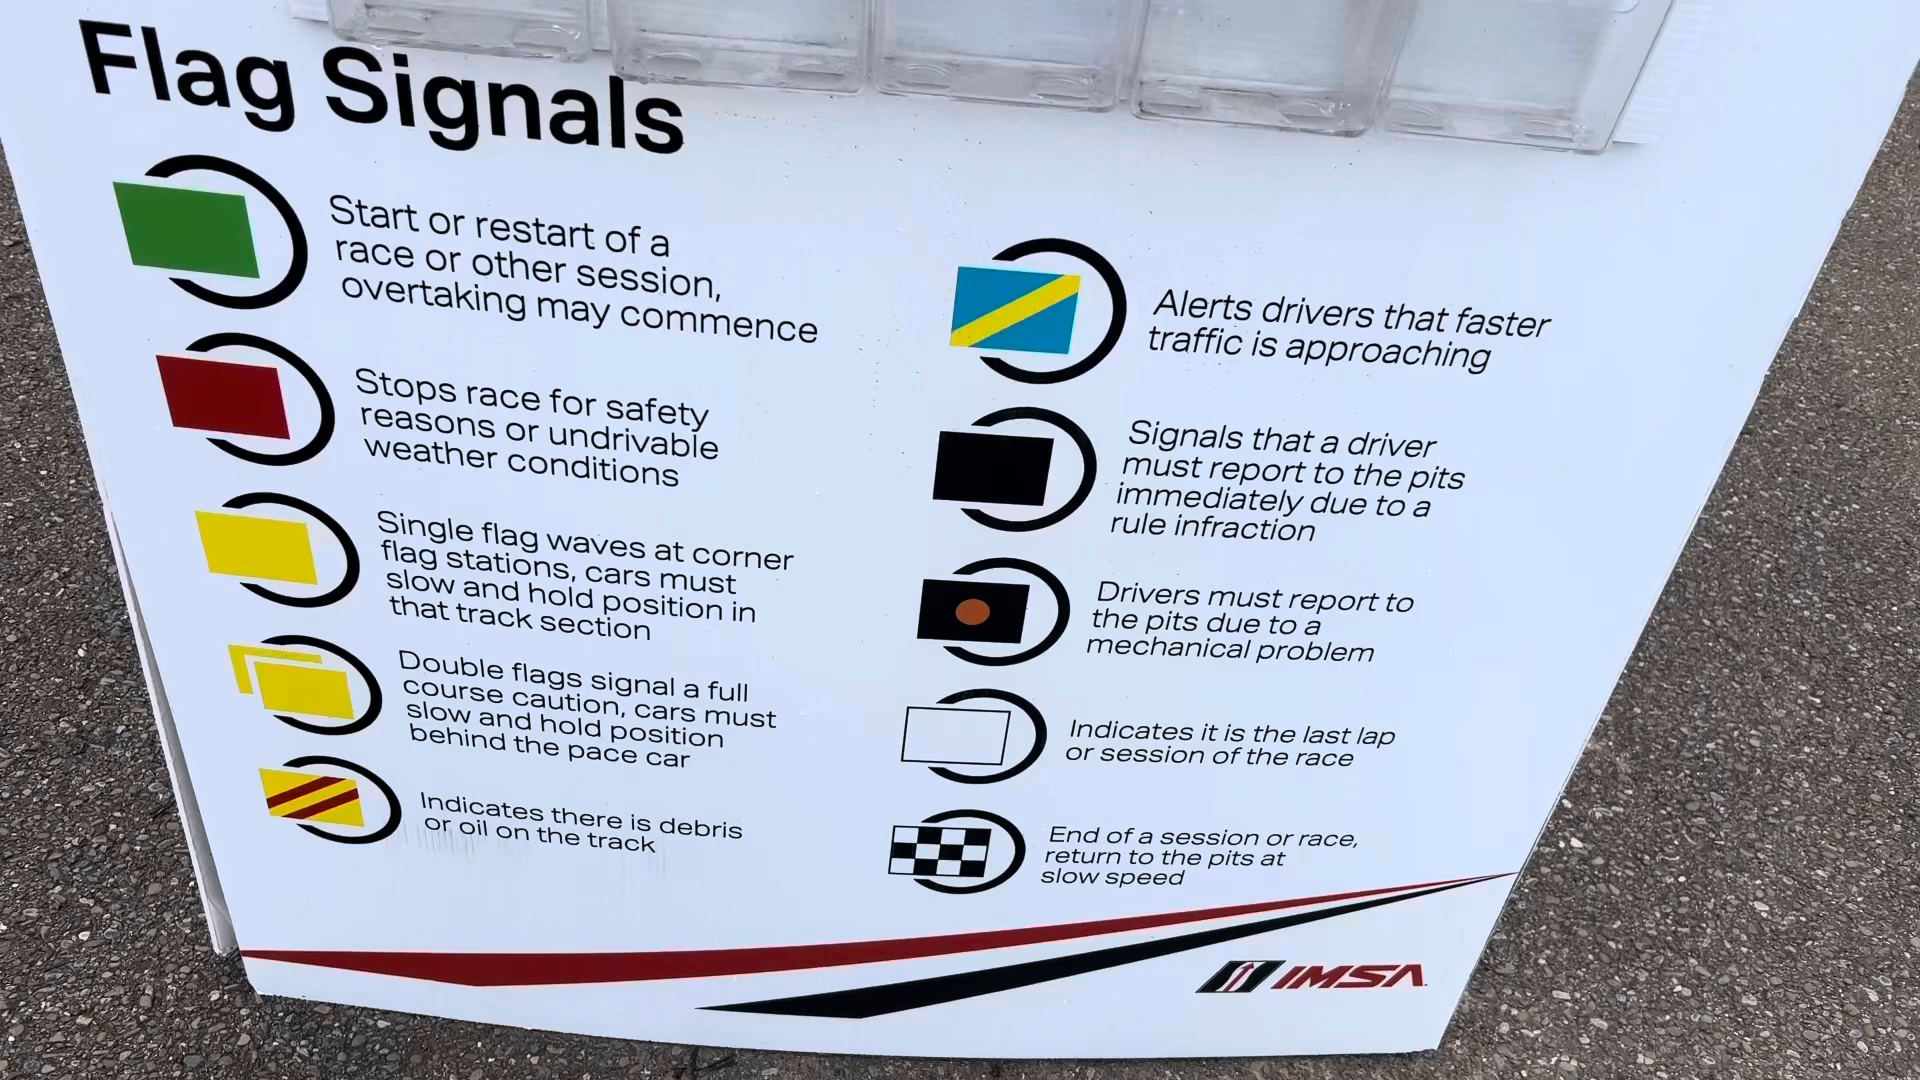 Flag Signals
Start or restart of a
race or other session,
overtaking may commence
Stops race for safety
reasons or undrivable
weather conditions
Single flag waves at corner
flag stations, cars must
slow and hold position in
that track section
Double flags signal a full
course caution, cars must
slow and hold position
behind the pace car
Indicates there is debris
or oil on the track
Alerts drivers that faster
traffic is approaching
Signals that a driver
must report to the pits
immediately due to a
rule infraction
Drivers must report to
the pits due to a
mechanical problem
Indicates it is the last lap
or session of the race
End of a session or race,
return to the pits at
slow speed
IMSA